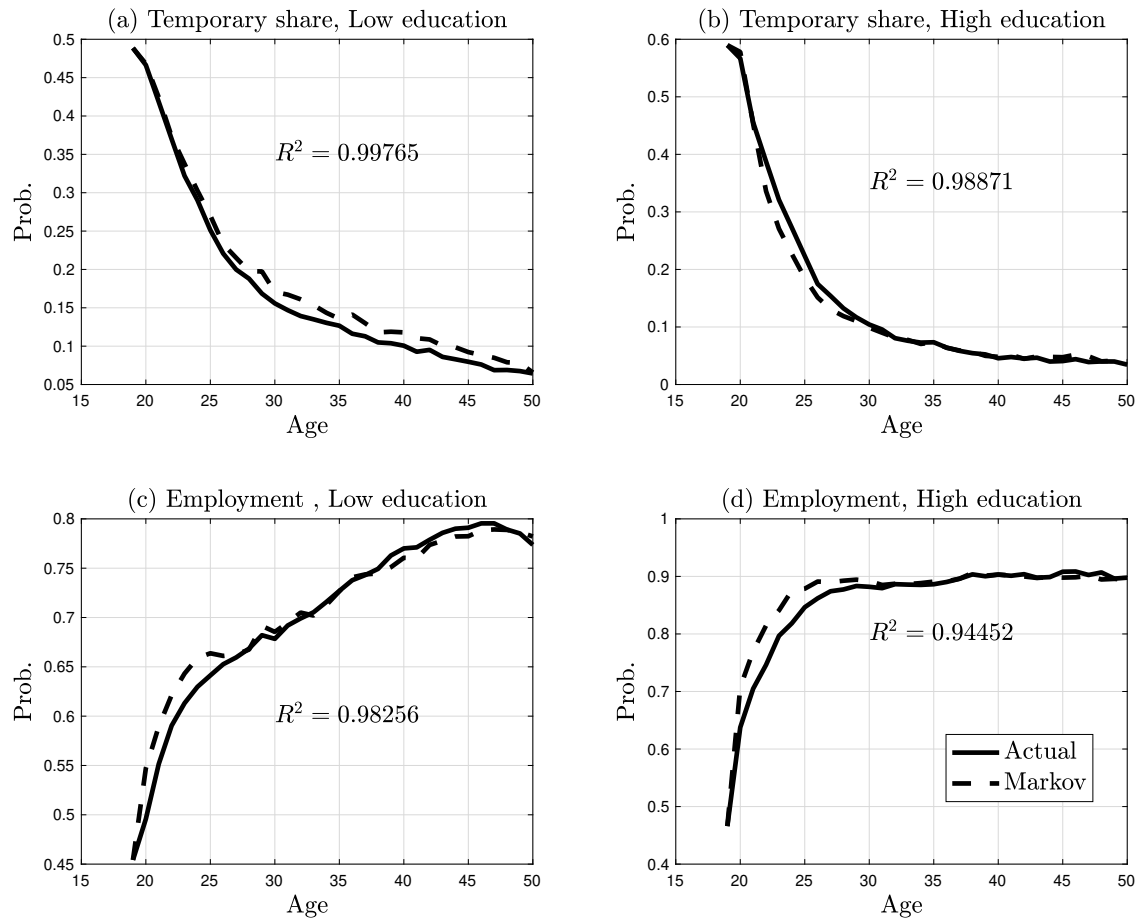 (a) Temporary share, Low education
0.5
0.45
0.4
0.35
0.3
0.25
0.2
0.15
0.1
0.05
Prob.
R² = 0.99765
15 20 25 30 35 40 45 50
Age
(b) Temporary share, High education
0.6
0.5
0.4
0.3
0.2
0.1
0
Prob.
R² = 0.98871
15 20 25 30 35 40 45 50
Age
(c) Employment , Low education
0.8
0.75
0.7
0.65
0.6
0.55
0.5
0.45
Prob.
R² = 0.98256
15 20 25 30 35 40 45 50
Age
(d) Employment, High education
1
0.9
0.8
0.7
0.6
0.5
0.4
Prob.
R² = 0.94452
Actual
Markov
15 20 25 30 35 40 45 50
Age